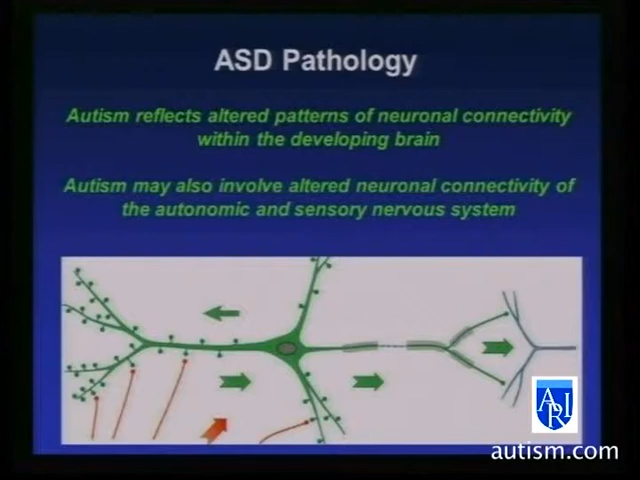 ASD Pathology
Autism reflects altered patterns of neuronal connectivity
within the developing brain
Autism may also involve altered neuronal connectivity of
the autonomic and sensory nervous system
ARI
autism.com